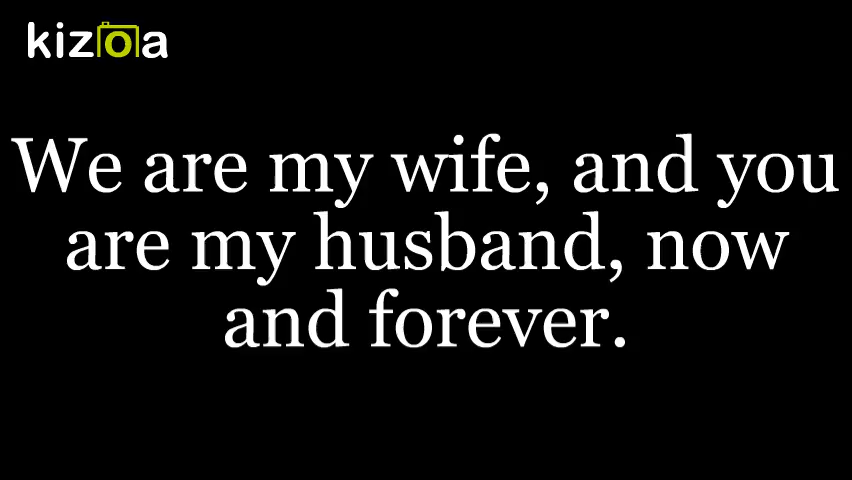 kizoa
We are my wife, and you
are my husband, now
and forever.